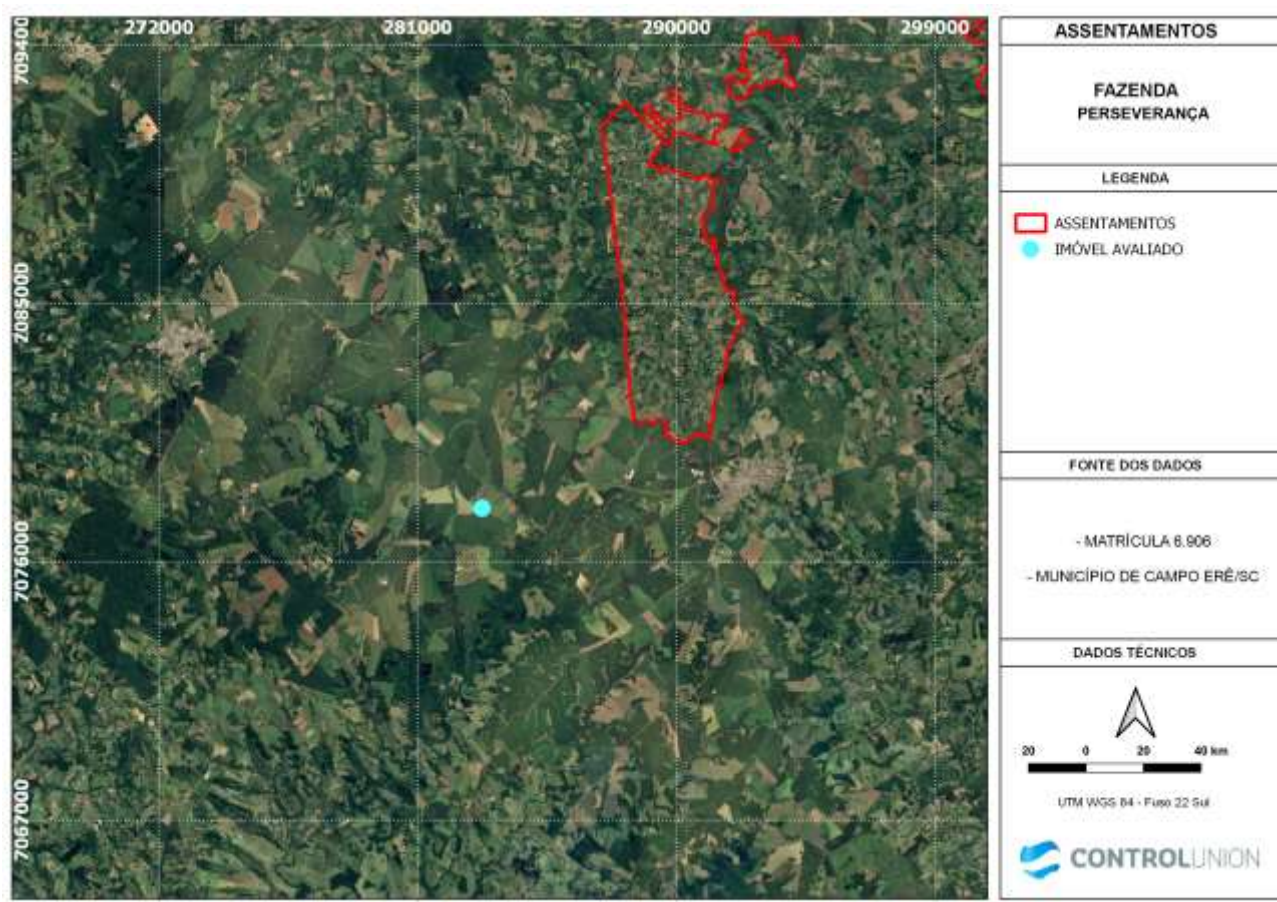 272000 281000 290000 299000
7094000
7085000
7076000
7067000
ASSENTAMENTOS
FAZENDA
PERSEVERANÇA
LEGENDA
ASSENTAMENTOS
IMÓVEL AVALIADO
FONTE DOS DADOS
- MATRÍCULA 6.906
- MUNICÍPIO DE CAMPO ERÊ/SC
DADOS TÉCNICOS
20 0 20 40 km
UTM WGS 84 - Fuso 22 Sul
CONTROLUNION